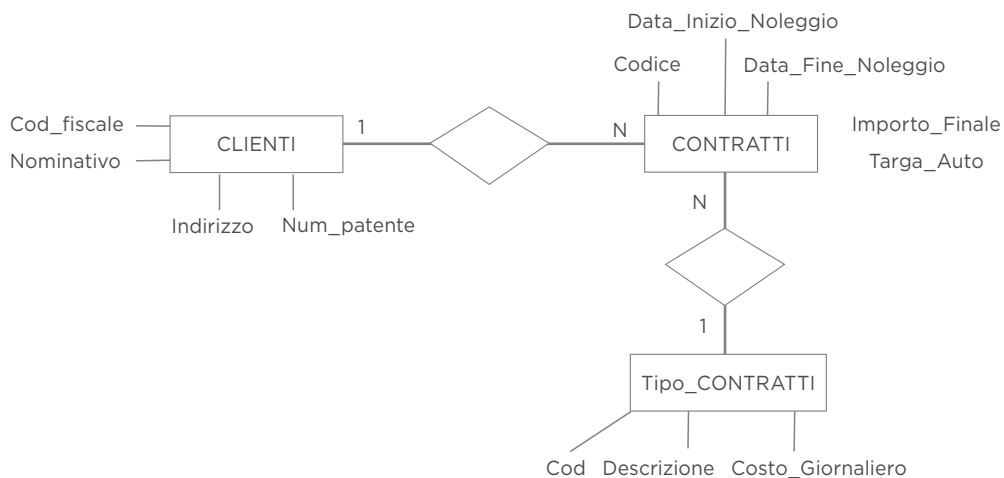 Data_Inizio_Noleggio
Codice
Data_Fine_Noleggio
Cod_fiscale
Nominativo
CLIENTI
1
N
CONTRATTI
Importo_Finale
Targa_Auto
Indirizzo
Num_patente
N
1
Tipo_CONTRATTI
Cod
Descrizione
Costo_Giornaliero